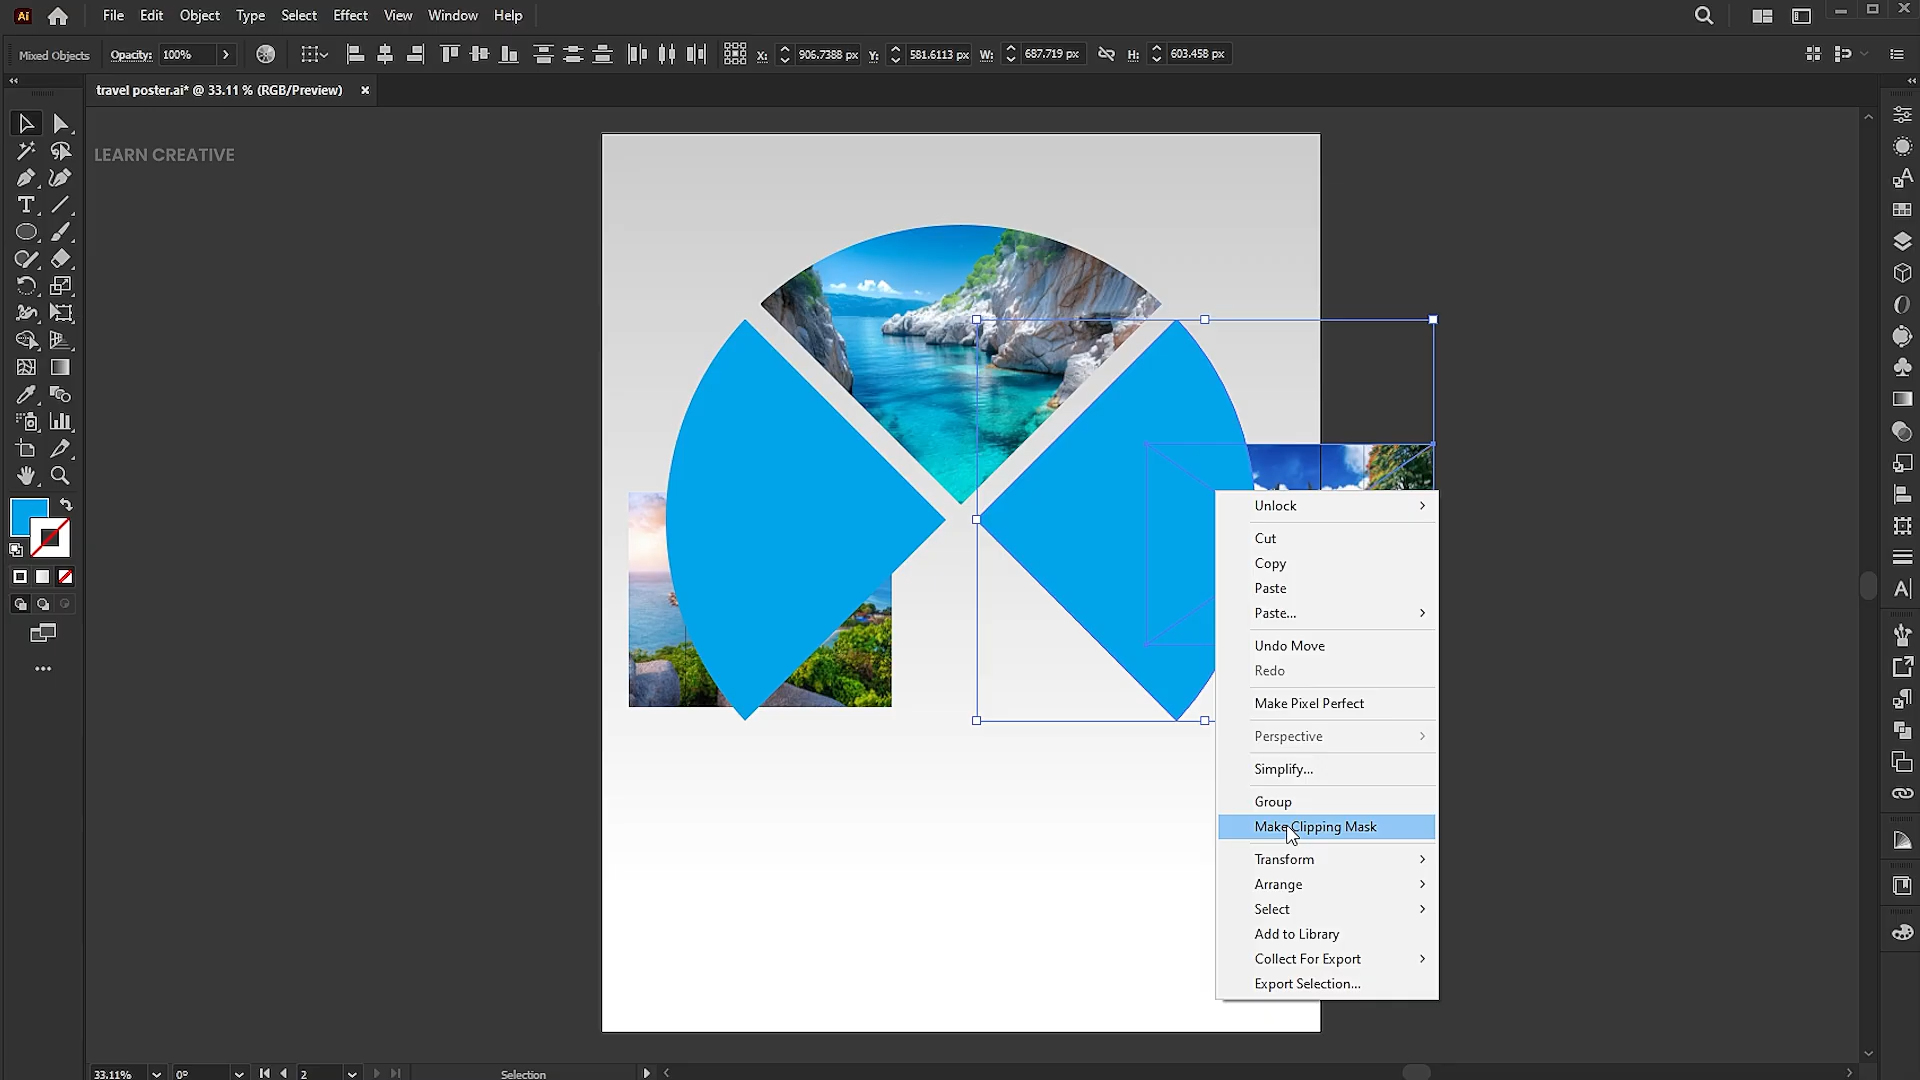 Ai File Edit Object Type Select Effect View Window Help
Mixed Objects Opacity: 100% X: 906.7388 px Y: 581.6113 px W: 687.719 px H: 603.458 px
travel poster.ai* @ 33.11 % (RGB/Preview) ×
LEARN CREATIVE
Unlock
Cut
Copy
Paste
Paste...
Undo Move
Redo
Make Pixel Perfect
Perspective
Simplify...
Group
Make Clipping Mask
Transform
Arrange
Select
Add to Library
Collect For Export
Export Selection...
33.11% 0° 2 Selection